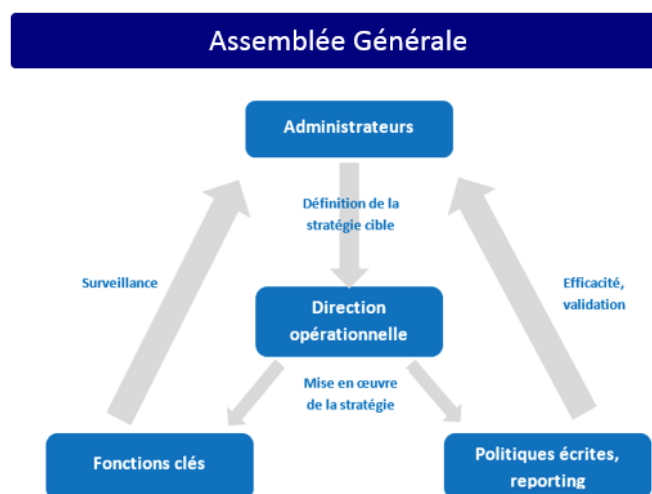 Assemblée Générale
Administrateurs
Définition de la
stratégie cible
Surveillance
Efficacité,
validation
Direction
opérationnelle
Mise en œuvre
de la stratégie
Fonctions clés
Politiques écrites,
reporting